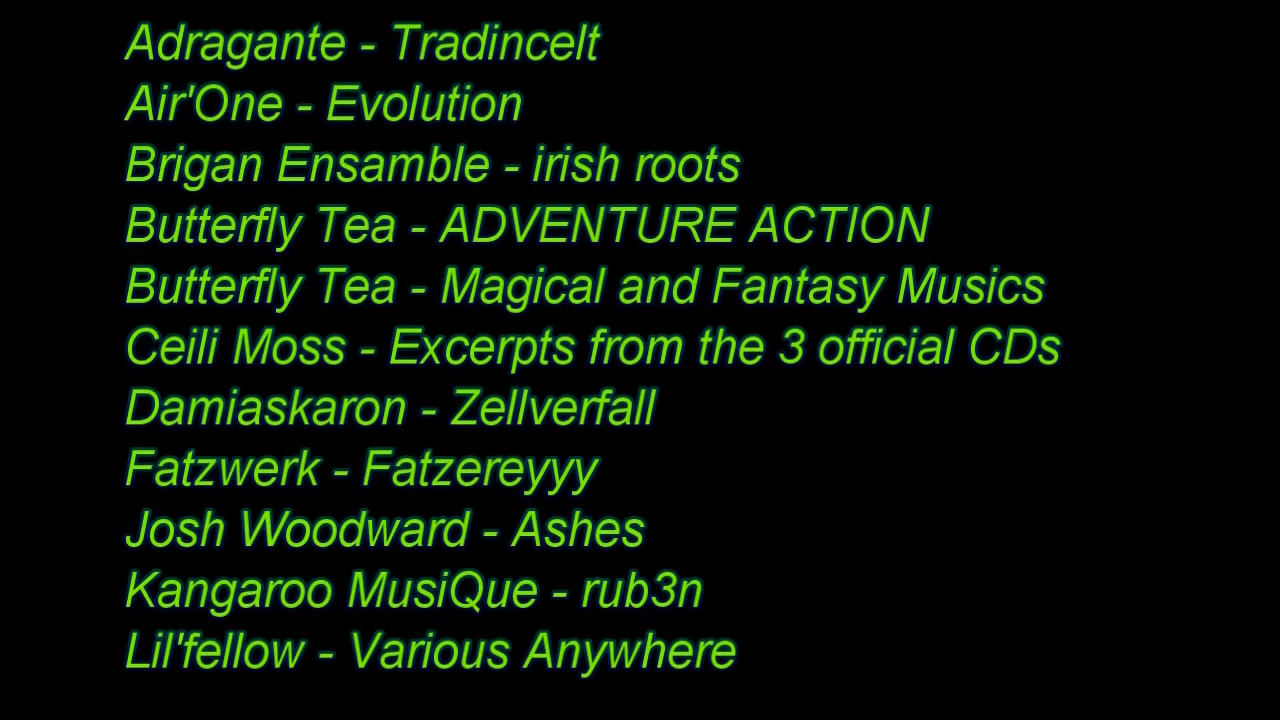 Adragante - Tradincelt
Air'One - Evolution
Brigan Ensamble - irish roots
Butterfly Tea - ADVENTURE ACTION
Butterfly Tea - Magical and Fantasy Musics
Ceili Moss - Excerpts from the 3 official CDs
Damiaskaron - Zellverfall
Fatzwerk - Fatzereyyy
Josh Woodward - Ashes
Kangaroo MusiQue - rub3n
Lil'fellow - Various Anywhere